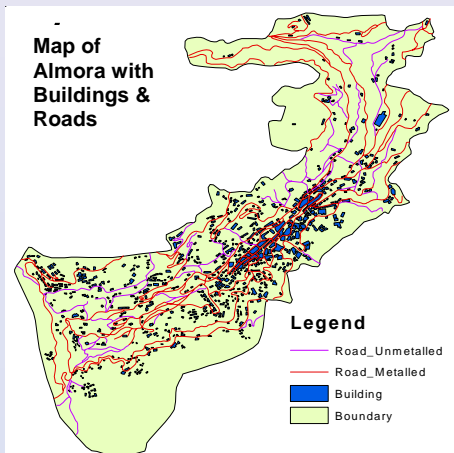 Map of
Almora with
Buildings &
Roads
Legend
Road_Unmetalled
Road_Metalled
Building
Boundary